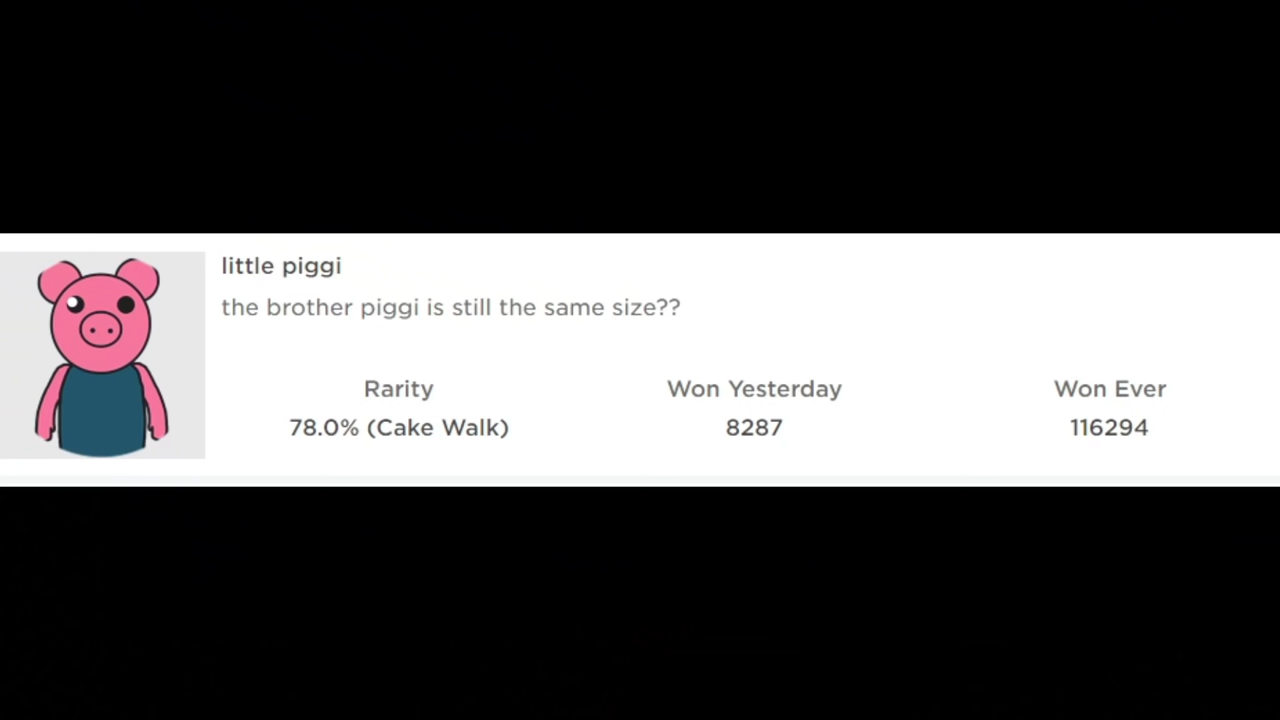 little piggi
the brother piggi is still the same size??
Rarity Won Yesterday Won Ever
78.0% (Cake Walk) 8287 116294